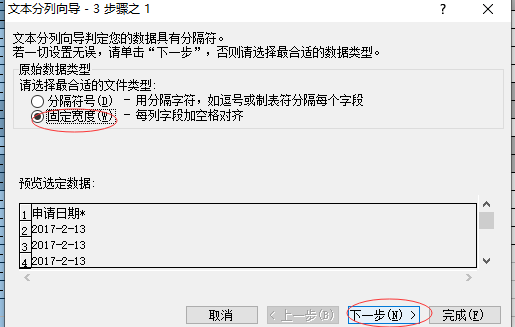 文本分列向导 - 3 步骤之 1
文本分列向导判定您的数据具有分隔符。
若一切设置无误，请单击“下一步”，否则请选择最合适的数据类型。
原始数据类型
请选择最合适的文件类型:
分隔符号(D) - 用分隔字符，如逗号或制表符分隔每个字段
固定宽度(W) - 每列字段加空格对齐
预览选定数据:
1 申请日期*
2 2017-2-13
3 2017-2-13
4 2017-2-13
取消 < 上一步(B) 下一步(N) > 完成(F)